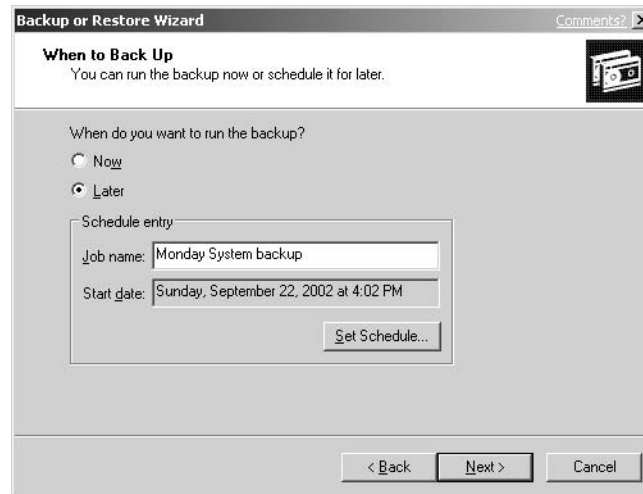 Backup or Restore Wizard Comments?
When to Back Up
You can run the backup now or schedule it for later.
When do you want to run the backup?
Now
Later
Schedule entry
Job name: Monday System backup
Start date: Sunday, September 22, 2002 at 4:02 PM
Set Schedule...
< Back Next > Cancel